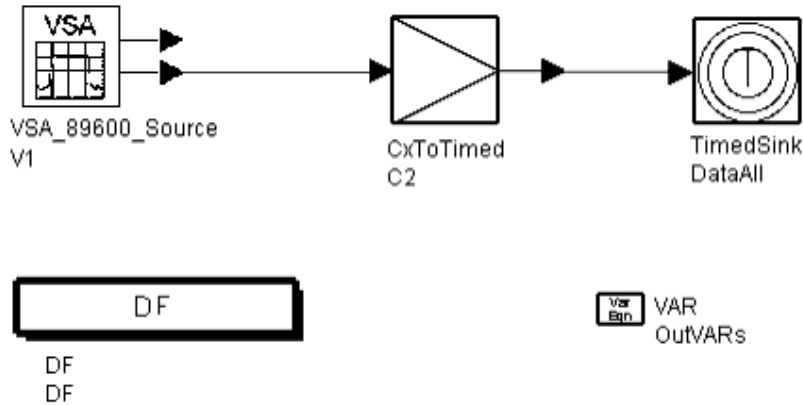 VSA
VSA_89600_Source
V1
CxToTimed
C2
TimedSink
DataAll
DF
DF
DF
Var
Eqn
VAR
OutVARs